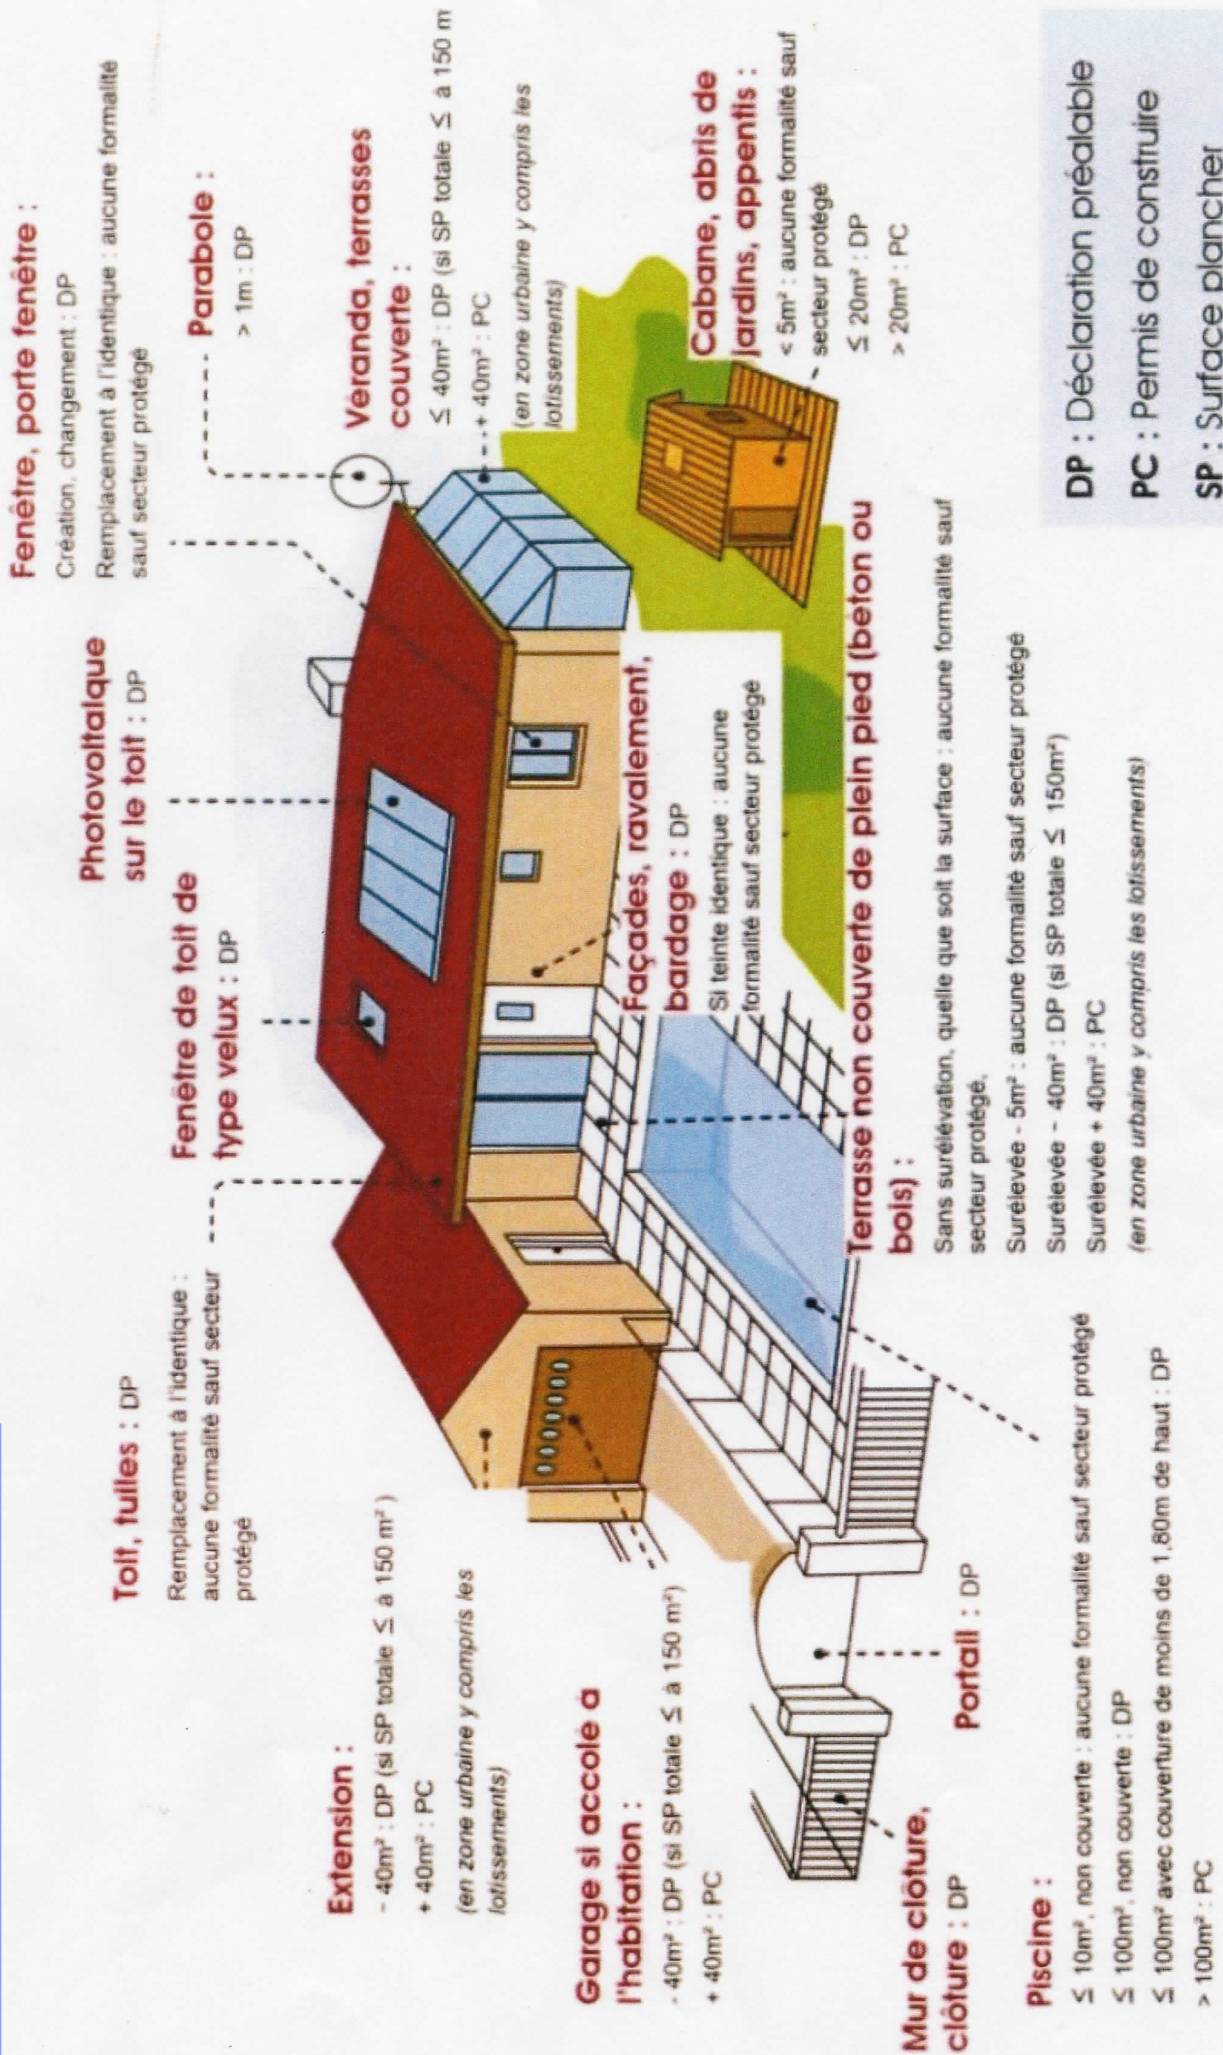 Fenêtre, porte fenêtre :
Création, changement : DP
Remplacement à l'identique : aucune formalité
sauf secteur protégé
Photovoltaïque
sur le toit : DP
Parabole :
> 1m : DP
Fenêtre de toit de
type velux : DP
Toit, tuiles : DP
Remplacement à l'identique :
aucune formalité sauf secteur
protégé
Véranda, terrasses
couverte :
≤ 40m² : DP (si SP totale ≤ à 150 m
+ 40m² : PC
(en zone urbaine y compris les
lotissements)
Extension :
- 40m² : DP (si SP totale ≤ à 150 m² )
+ 40m² : PC
(en zone urbaine y compris les
lotissements)
Cabane, abris de
jardins, appentis :
< 5m² : aucune formalité sauf
secteur protégé
≤ 20m² : DP
> 20m² : PC
Façades, ravalement,
bardage : DP
Si teinte identique : aucune
formalité sauf secteur protégé
Garage si accolé à
l'habitation :
- 40m² : DP (si SP totale ≤ à 150 m²)
+ 40m² : PC
Terrasse non couverte de plein pied (béton ou
bois) :
Sans surélévation, quelle que soit la surface : aucune formalité sauf
secteur protégé,
Surélevée - 5m² : aucune formalité sauf secteur protégé
Surélevée - 40m² : DP (si SP totale ≤ 150m²)
Surélevée + 40m² : PC
(en zone urbaine y compris les lotissements)
Portail : DP
Mur de clôture,
clôture : DP
Piscine :
≤ 10m², non couverte : aucune formalité sauf secteur protégé
≤ 100m², non couverte : DP
≤ 100m² avec couverture de moins de 1,80m de haut : DP
> 100m² : PC
DP : Déclaration préalable
PC : Permis de construire
SP : Surface plancher